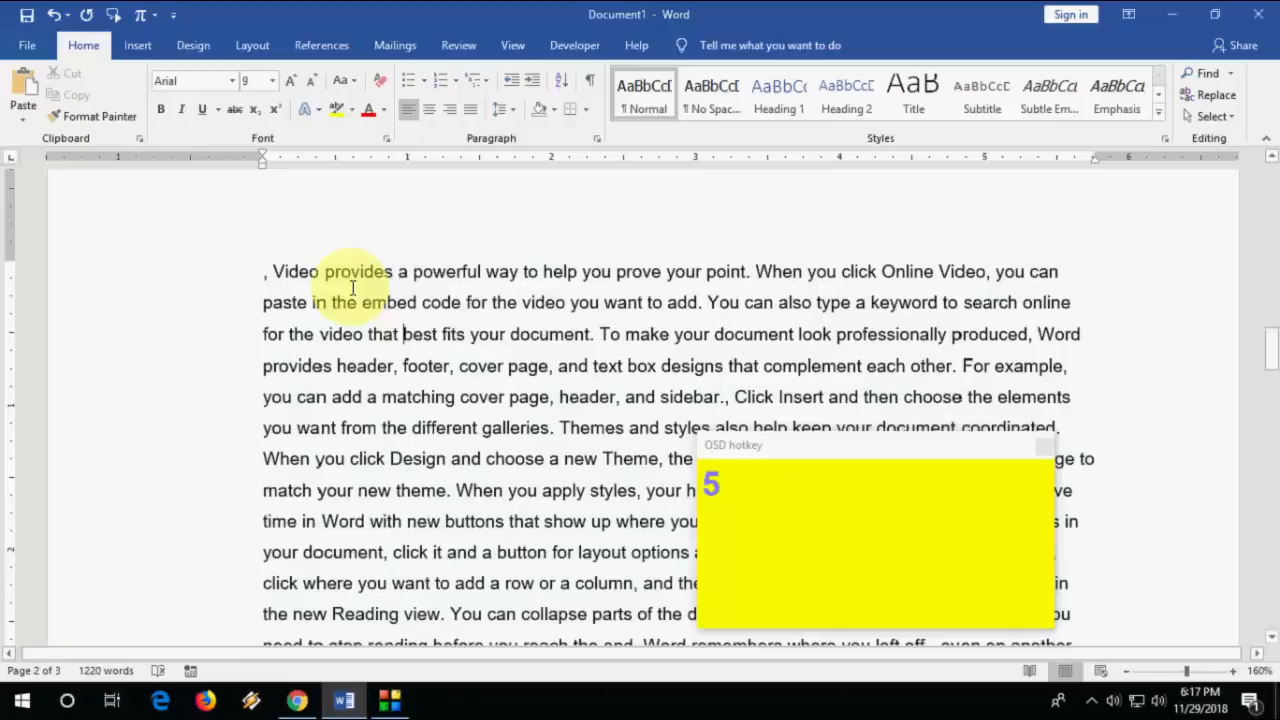 Document1 - Word
Sign in
File Home Insert Design Layout References Mailings Review View Developer Help Tell me what you want to do Share
Paste
Cut
Copy
Format Painter
Clipboard
Arial 9
Font
Paragraph
AaBbCcl AaBbCcl AaBbC( AaBbCcE AaB AaBbCcD AaBbCcL AaBbCcL
¶ Normal ¶ No Spac... Heading 1 Heading 2 Title Subtitle Subtle Em... Emphasis
Styles
Find
Replace
Select
Editing
1 1 2 3 4 5 6
, Video provides a powerful way to help you prove your point. When you click Online Video, you can
paste in the embed code for the video you want to add. You can also type a keyword to search online
for the video that best fits your document. To make your document look professionally produced, Word
provides header, footer, cover page, and text box designs that complement each other. For example,
you can add a matching cover page, header, and sidebar., Click Insert and then choose the elements
you want from the different galleries. Themes and styles also help keep your document coordinated.
When you click Design and choose a new Theme, the ge to
match your new theme. When you apply styles, your h ve
time in Word with new buttons that show up where you s in
your document, click it and a button for layout options a
click where you want to add a row or a column, and the in
the new Reading view. You can collapse parts of the d ou
need to stop reading before you reach the end, Word remembers where you left off - even on another
OSD hotkey
5
Page 2 of 3 1220 words
160%
6:17 PM
11/29/2018